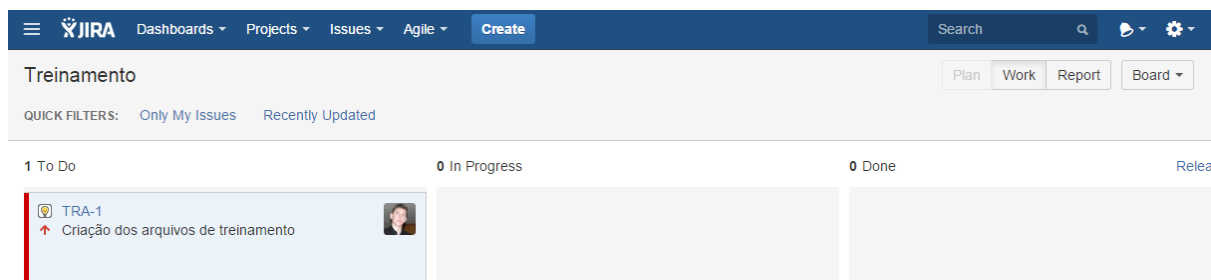 JIRA Dashboards Projects Issues Agile Create Search
Treinamento Plan Work Report Board
QUICK FILTERS: Only My Issues Recently Updated
1 To Do 0 In Progress 0 Done Relea
TRA-1
Criação dos arquivos de treinamento